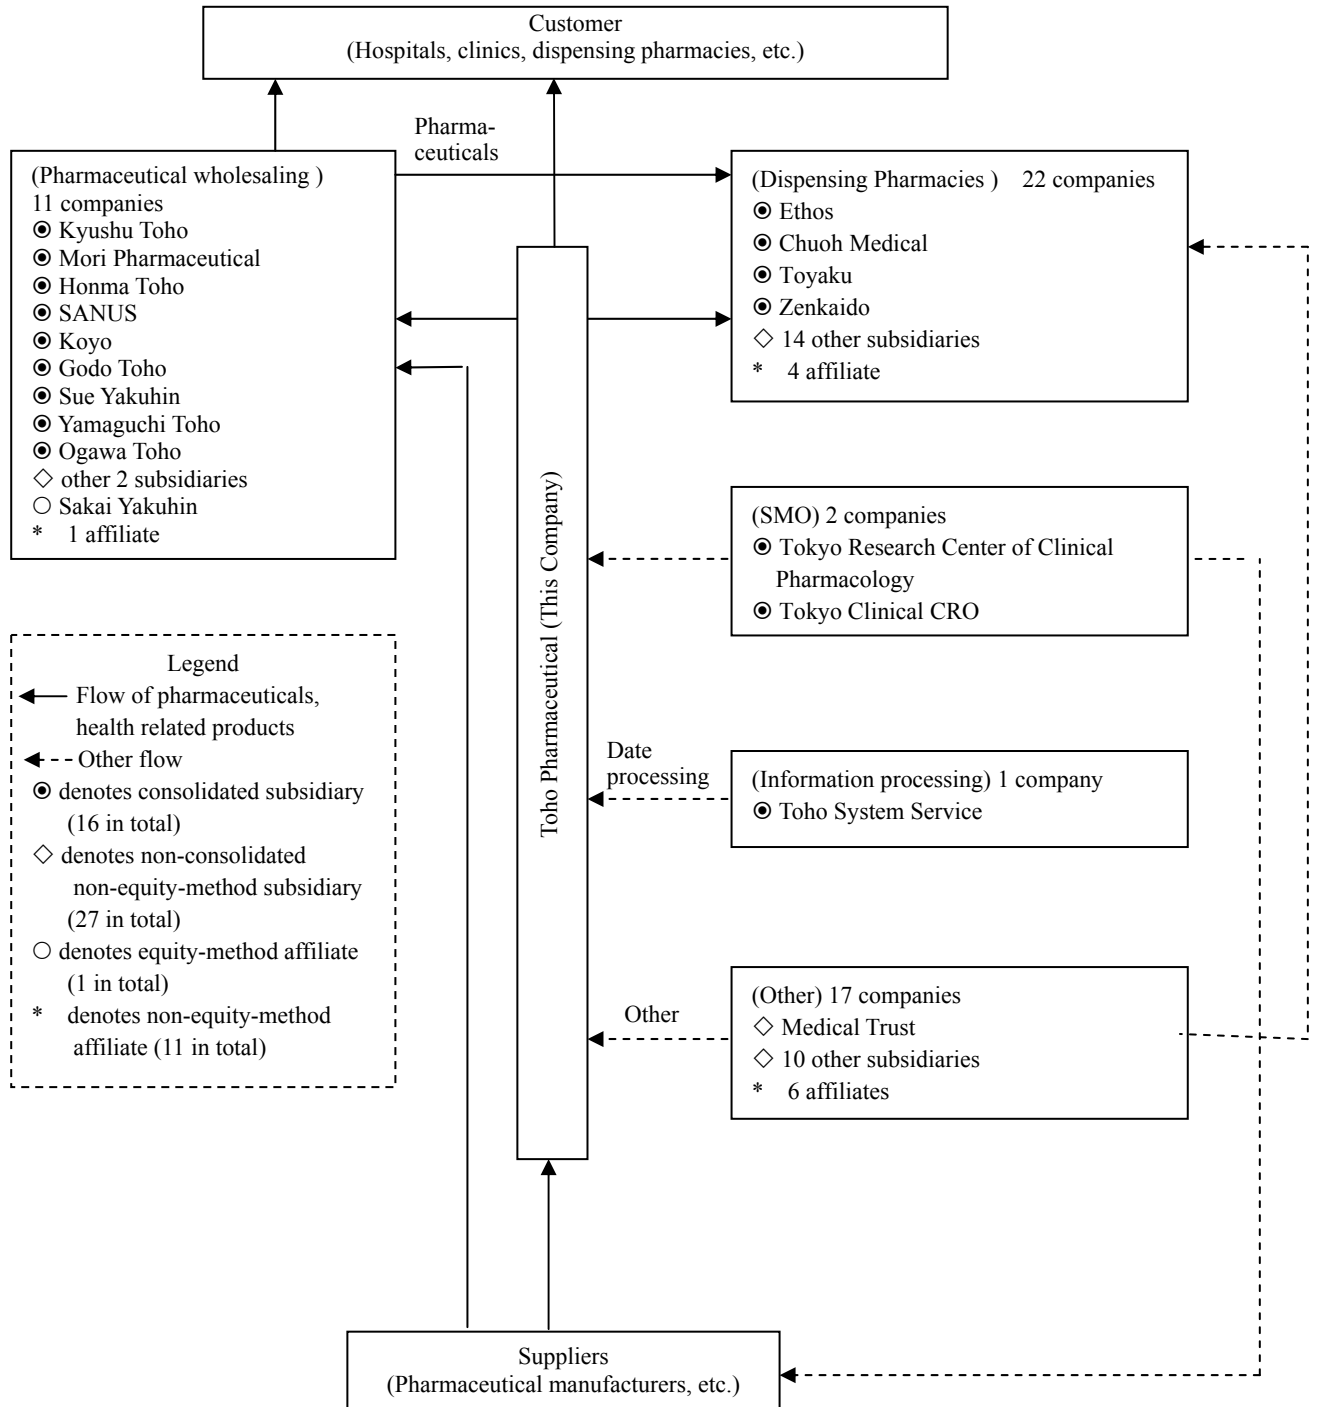 Customer
(Hospitals, clinics, dispensing pharmacies, etc.)
Pharma-
ceuticals
(Pharmaceutical wholesaling )
11 companies
◉ Kyushu Toho
◉ Mori Pharmaceutical
◉ Honma Toho
◉ SANUS
◉ Koyo
◉ Godo Toho
◉ Sue Yakuhin
◉ Yamaguchi Toho
◉ Ogawa Toho
◇ other 2 subsidiaries
○ Sakai Yakuhin
* 1 affiliate
(Dispensing Pharmacies ) 22 companies
◉ Ethos
◉ Chuoh Medical
◉ Toyaku
◉ Zenkaido
◇ 14 other subsidiaries
* 4 affiliate
Toho Pharmaceutical (This Company)
(SMO) 2 companies
◉ Tokyo Research Center of Clinical
Pharmacology
◉ Tokyo Clinical CRO
Legend
Flow of pharmaceuticals,
health related products
Other flow
◉ denotes consolidated subsidiary
(16 in total)
◇ denotes non-consolidated
non-equity-method subsidiary
(27 in total)
○ denotes equity-method affiliate
(1 in total)
* denotes non-equity-method
affiliate (11 in total)
Date
processing
(Information processing) 1 company
◉ Toho System Service
Other
(Other) 17 companies
◇ Medical Trust
◇ 10 other subsidiaries
* 6 affiliates
Suppliers
(Pharmaceutical manufacturers, etc.)